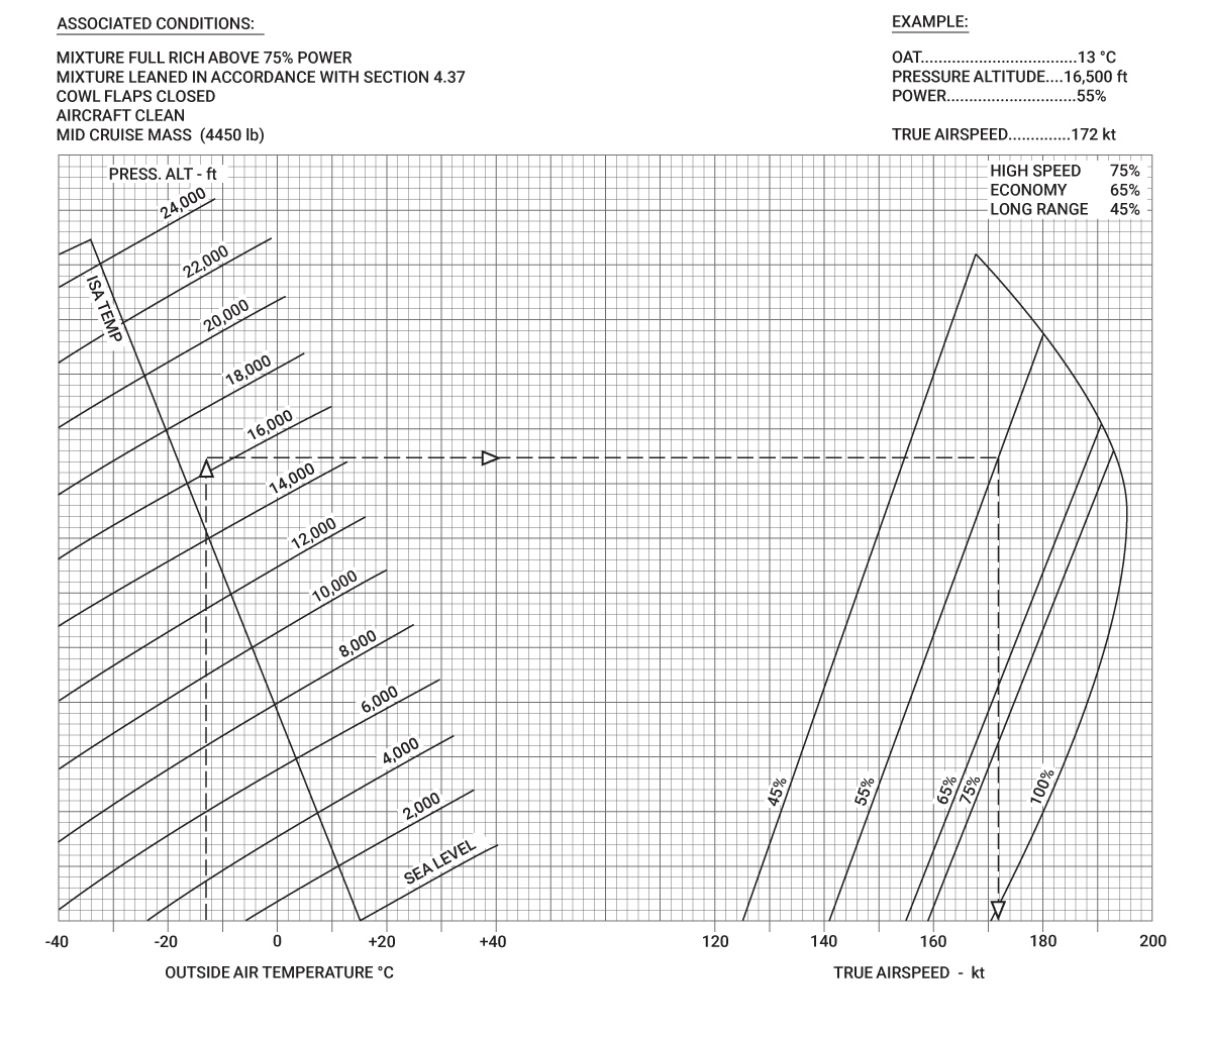 ASSOCIATED CONDITIONS:
MIXTURE FULL RICH ABOVE 75% POWER
MIXTURE LEANED IN ACCORDANCE WITH SECTION 4.37
COWL FLAPS CLOSED
AIRCRAFT CLEAN
MID CRUISE MASS (4450 lb)
EXAMPLE:
OAT..................................13 °C
PRESSURE ALTITUDE....16,500 ft
POWER............................55%
TRUE AIRSPEED..............172 kt
PRESS. ALT - ft
24,000
22,000
20,000
18,000
16,000
14,000
12,000
10,000
8,000
6,000
4,000
2,000
SEA LEVEL
ISA TEMP
HIGH SPEED 75%
ECONOMY 65%
LONG RANGE 45%
45%
55%
65%
75%
100%
-40 -20 0 +20 +40 120 140 160 180 200
OUTSIDE AIR TEMPERATURE °C
TRUE AIRSPEED - kt